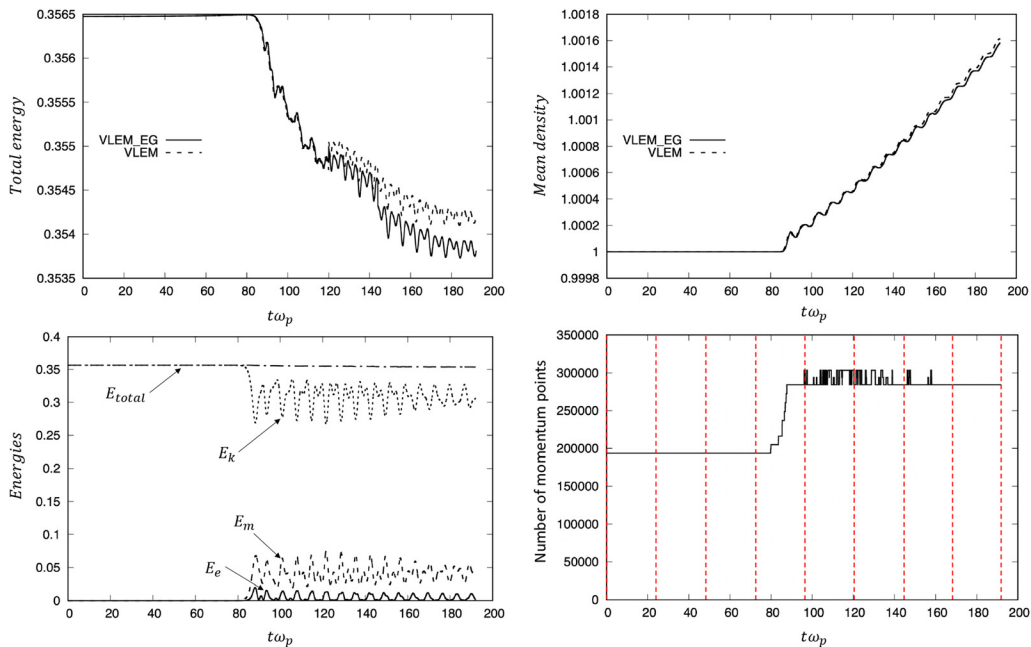 Total energy
0.3565
0.356
0.3555
0.355
0.3545
0.354
0.3535
VLEM_EG
VLEM
0 20 40 60 80 100 120 140 160 180 200
tω_p
Mean density
1.0018
1.0016
1.0014
1.0012
1.001
1.0008
1.0006
1.0004
1.0002
1
0.9998
VLEM_EG
VLEM
0 20 40 60 80 100 120 140 160 180 200
tω_p
Energies
0.4
0.35
0.3
0.25
0.2
0.15
0.1
0.05
0
E_total
E_k
E_m
E_e
0 20 40 60 80 100 120 140 160 180 200
tω_p
Number of momentum points
350000
300000
250000
200000
150000
100000
50000
0
0 20 40 60 80 100 120 140 160 180 200
tω_p